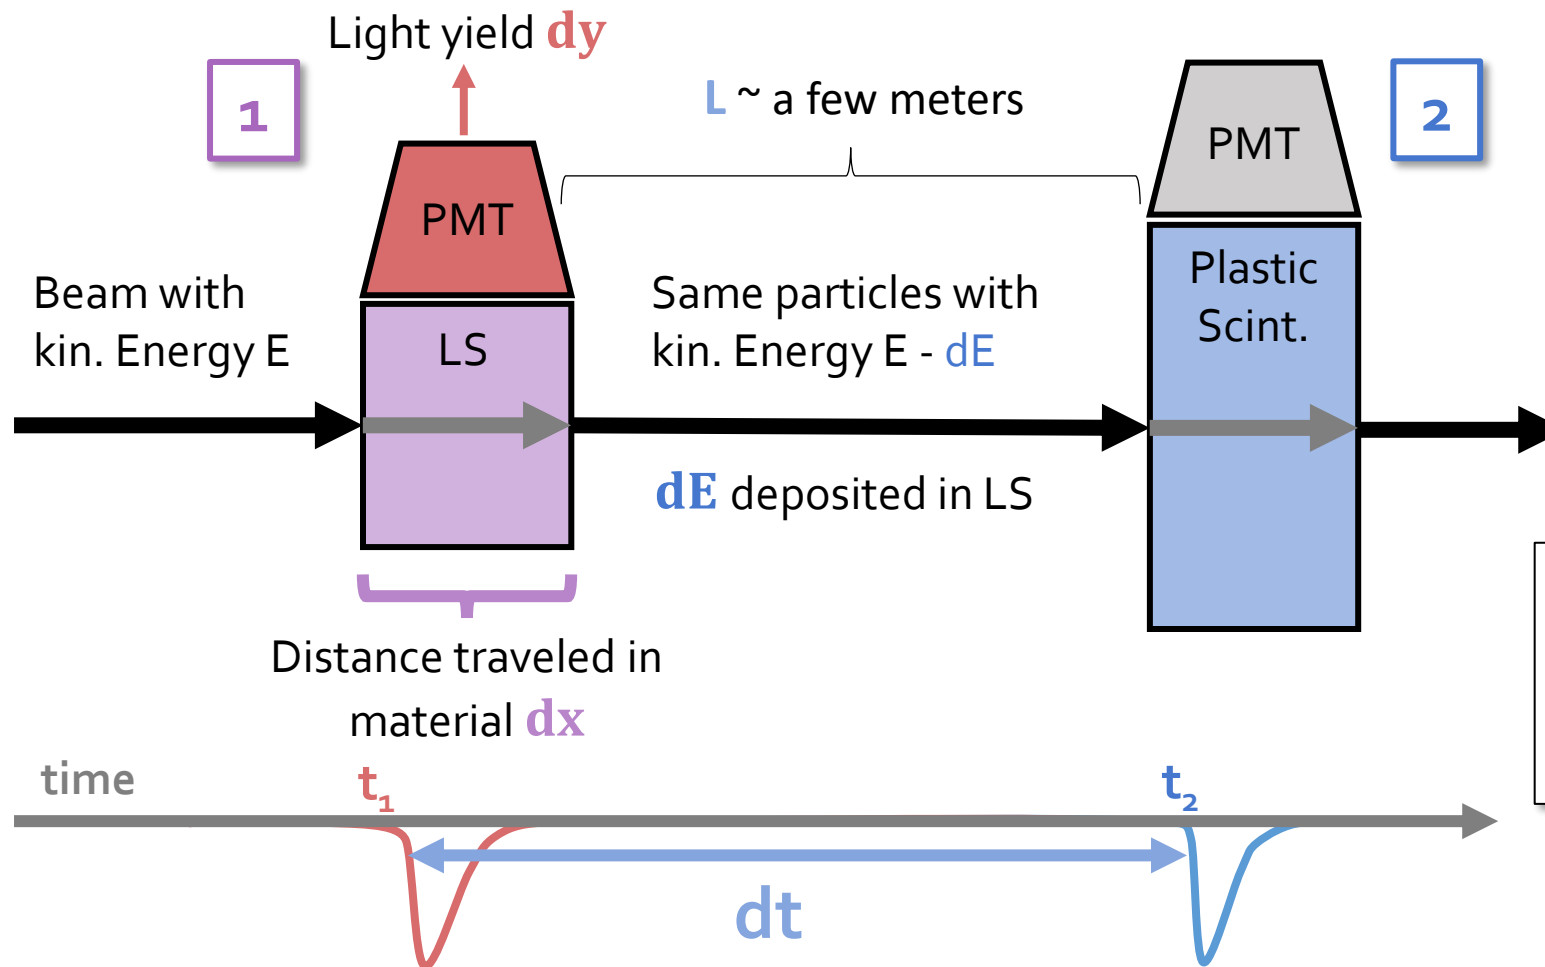 Light yield dy
1
L ~ a few meters
2
PMT
PMT
Beam with
kin. Energy E
LS
Same particles with
kin. Energy E - dE
Plastic
Scint.
dE deposited in LS
Distance traveled in
material dx
time
t₁
t₂
dt